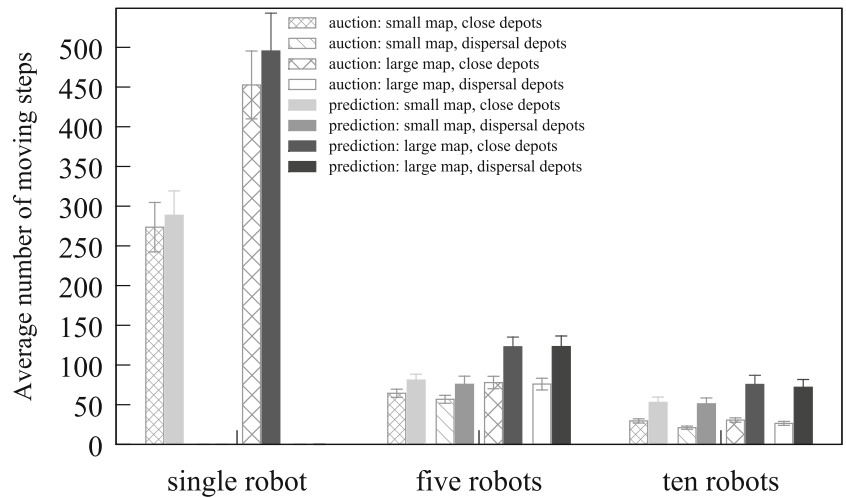 Average number of moving steps
500
450
400
350
300
250
200
150
100
50
0
auction: small map, close depots
auction: small map, dispersal depots
auction: large map, close depots
auction: large map, dispersal depots
prediction: small map, close depots
prediction: small map, dispersal depots
prediction: large map, close depots
prediction: large map, dispersal depots
single robot
five robots
ten robots